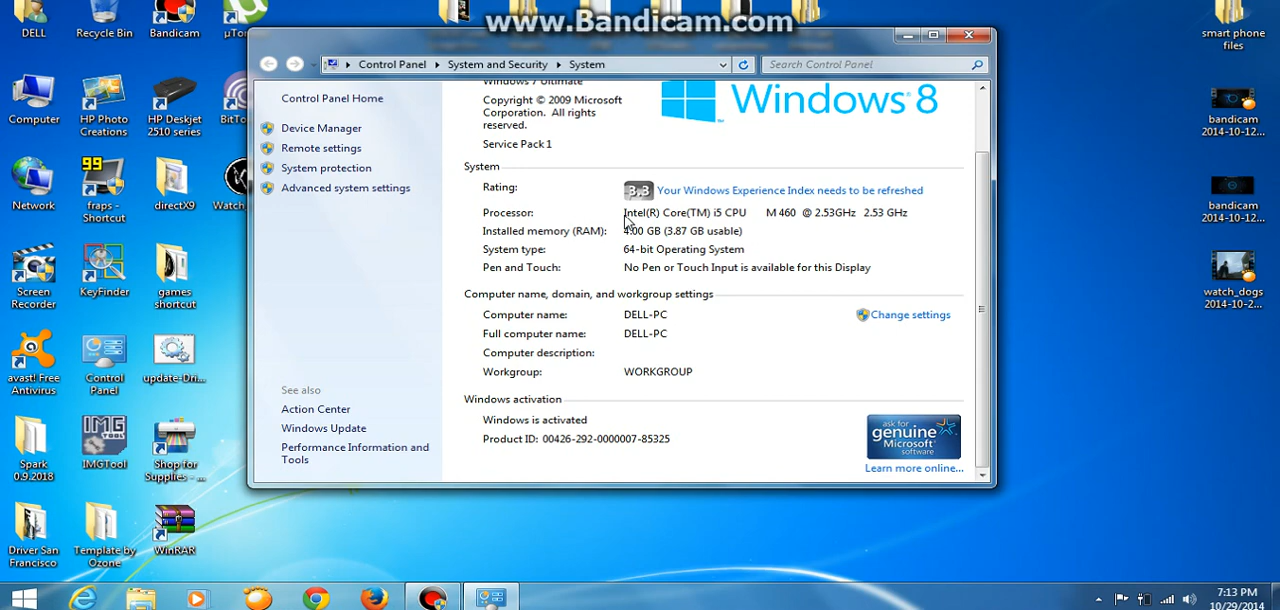 www.Bandicam.com
DELL
Recycle Bin
Bandicam
smart phone
files
Control Panel
System and Security
System
Search Control Panel
Control Panel Home
Device Manager
Remote settings
System protection
Advanced system settings
See also
Action Center
Windows Update
Performance Information and
Tools
Windows 7 Ultimate
Copyright © 2009 Microsoft
Corporation. All rights
reserved.
Service Pack 1
Windows 8
System
Rating:
3.3
Your Windows Experience Index needs to be refreshed
Processor:
Intel(R) Core(TM) i5 CPU M 460 @ 2.53GHz 2.53 GHz
Installed memory (RAM):
4.00 GB (3.87 GB usable)
System type:
64-bit Operating System
Pen and Touch:
No Pen or Touch Input is available for this Display
Computer name, domain, and workgroup settings
Computer name:
DELL-PC
Change settings
Full computer name:
DELL-PC
Computer description:
Workgroup:
WORKGROUP
Windows activation
Windows is activated
Product ID: 00426-292-0000007-85325
ask for
genuine
Microsoft
software
Learn more online...
Computer
HP Photo
Creations
HP Deskjet
2510 series
bandicam
2014-10-12...
Network
99
fraps -
Shortcut
directX9
bandicam
2014-10-12...
Screen
Recorder
KeyFinder
games
shortcut
watch_dogs
2014-10-2...
avast! Free
Antivirus
Control
Panel
update-Dri...
Spark
0.9.2018
IMG
TOOL
IMGTool
Shop for
Supplies -...
Driver San
Francisco
Template by
Ozone
WinRAR
7:13 PM
10/29/2014